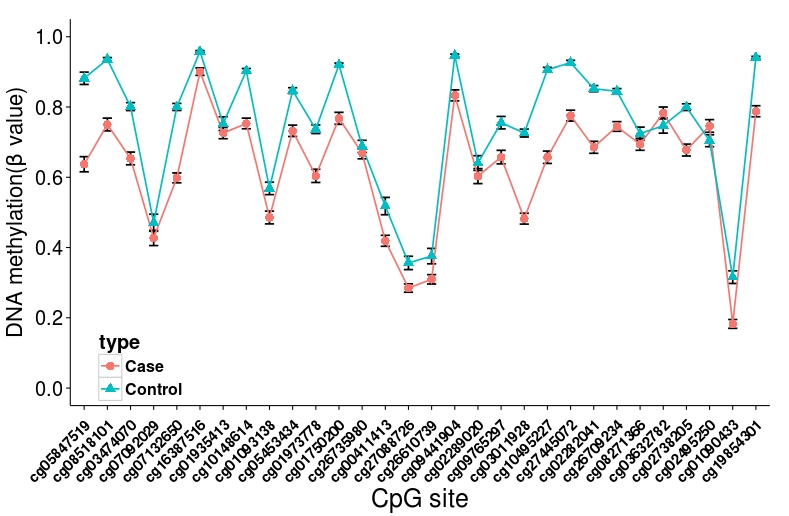 DNA methylation(β value)
1.0
0.8
0.6
0.4
0.2
0.0
type
Case
Control
cg05847519
cg08518101
cg03474070
cg07092029
cg07132650
cg16387516
cg01935413
cg10148614
cg01093138
cg05453434
cg01973778
cg01750200
cg26735980
cg00411413
cg27088726
cg26610739
cg09441904
cg02289020
cg09765297
cg03011928
cg10495227
cg27445072
cg02282041
cg26709234
cg08271366
cg03632782
cg02738205
cg02495250
cg01090433
cg19854301
CpG site